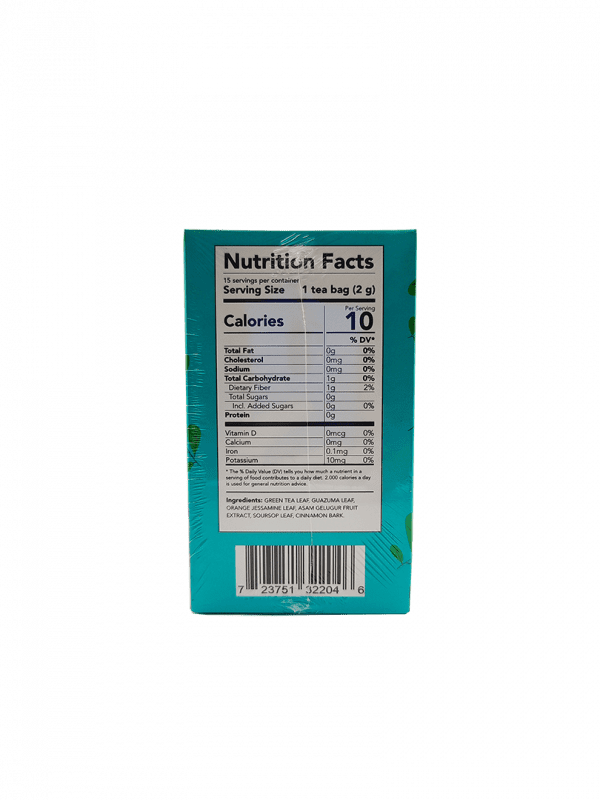 Nutrition Facts
15 servings per container
Serving Size 1 tea bag (2 g)
Per Serving
Calories 10
% DV*
Total Fat 0g 0%
Cholesterol 0mg 0%
Sodium 0mg 0%
Total Carbohydrate 1g 0%
Dietary Fiber 1g 2%
Total Sugars 0g
Incl. Added Sugars 0g 0%
Protein 0g
Vitamin D 0mcg 0%
Calcium 0mg 0%
Iron 0.1mg 0%
Potassium 10mg 0%
* The % Daily Value (DV) tells you how much a nutrient in a
serving of food contributes to a daily diet. 2,000 calories a day
is used for general nutrition advice.
Ingredients: GREEN TEA LEAF, GUAZUMA LEAF,
ORANGE JESSAMINE LEAF, ASAM GELUGUR FRUIT
EXTRACT, SOURSOP LEAF, CINNAMON BARK.
7 23751 32204 6